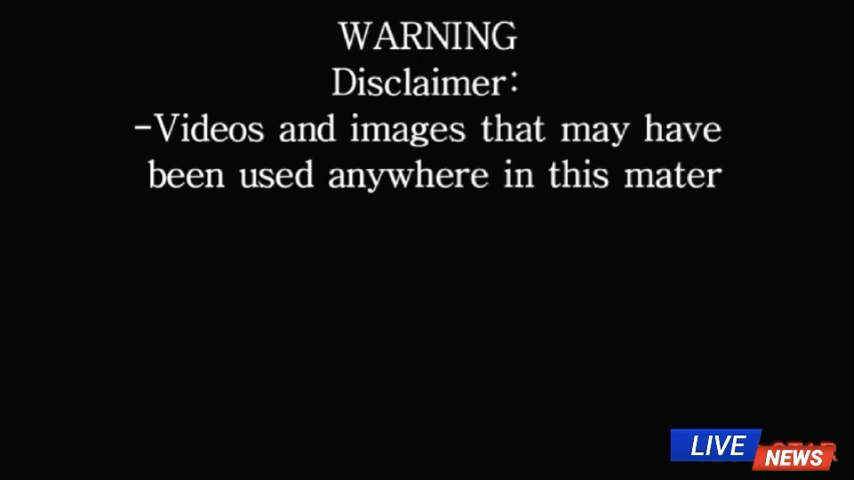 WARNING
Disclaimer:
-Videos and images that may have
been used anywhere in this mater
LIVE
NEWS